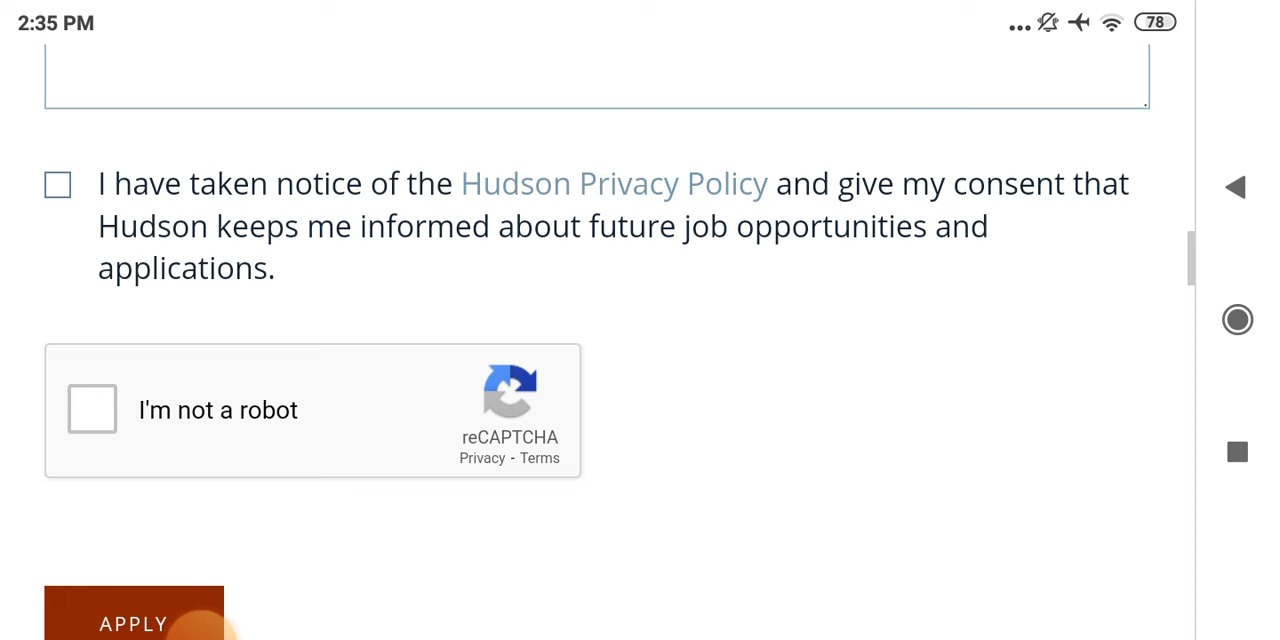 2:35 PM
78
I have taken notice of the Hudson Privacy Policy and give my consent that
Hudson keeps me informed about future job opportunities and
applications.
I'm not a robot
reCAPTCHA
Privacy - Terms
APPLY